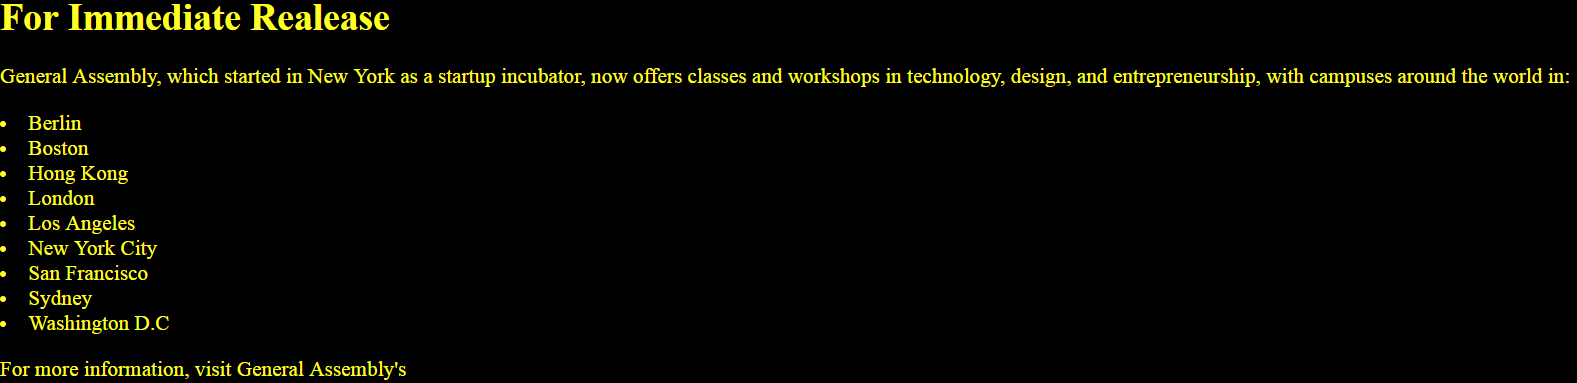 For Immediate Realease
General Assembly, which started in New York as a startup incubator, now offers classes and workshops in technology, design, and entrepreneurship, with campuses around the world in:
• Berlin
• Boston
• Hong Kong
• London
• Los Angeles
• New York City
• San Francisco
• Sydney
• Washington D.C
For more information, visit General Assembly's